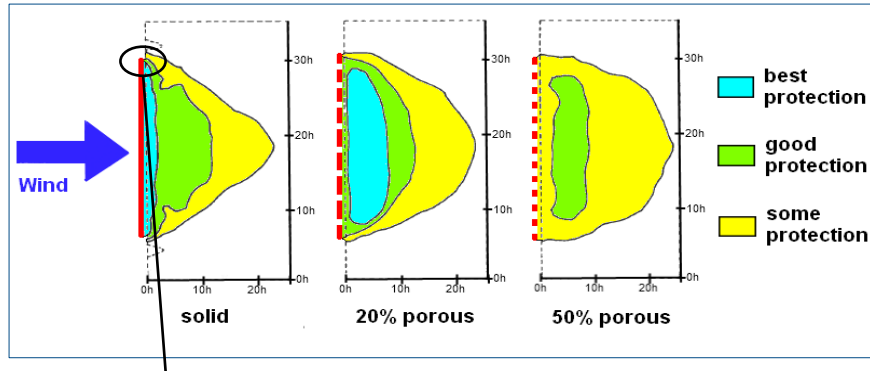 Wind
30h
20h
10h
0h
0h 10h 20h
solid
30h
20h
10h
0h
0h 10h 20h
20% porous
30h
20h
10h
0h
0h 10h 20h
50% porous
best
protection
good
protection
some
protection